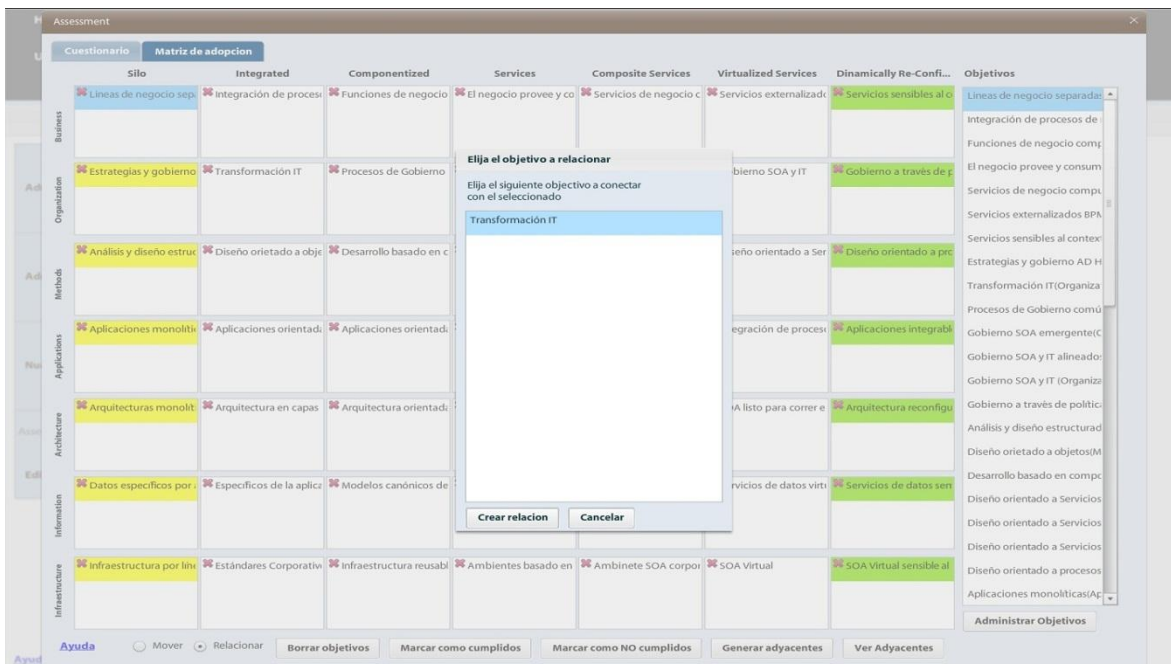 Assessment
Cuestionario Matriz de adopcion
Silo Integrated Componentized Services Composite Services Virtualized Services Dinamically Re-Confi... Objetivos
Business
Lineas de negocio sep Integración de proces Funciones de negocio El negocio provee y co Servicios de negocio c Servicios externalizado Servicios sensibles al c
Organization
Estrategias y gobierno Transformación IT Procesos de Gobierno bierno SOA y IT Gobierno a través de p
Methods
Análisis y diseño estruc Diseño orietado a obje Desarrollo basado en c seño orientado a Ser Diseño orientado a pro
Applications
Aplicaciones monolíti Aplicaciones orientada Aplicaciones orientada egración de proces Aplicaciones integrabl
Architecture
Arquitecturas monolít Arquitectura en capas Arquitectura orientada A listo para correr e Arquitectura reconfigu
Information
Datos específicos por Específicos de la aplica Modelos canónicos de rvicios de datos virtu Servicios de datos sen
Infrastructure
Infraestructura por líne Estándares Corporativ Infraestructura reusabl Ambientes basado en Ambinete SOA corpor SOA Virtual SOA Virtual sensible al
Elija el objetivo a relacionar
Elija el siguiente objectivo a conectar
con el seleccionado
Transformación IT
Crear relacion Cancelar
Lineas de negocio separadas
Integración de procesos de
Funciones de negocio comp
El negocio provee y consum
Servicios de negocio compu
Servicios externalizados BPM
Servicios sensibles al context
Estrategias y gobierno AD H
Transformación IT(Organiza
Procesos de Gobierno comú
Gobierno SOA emergente(O
Gobierno SOA y IT alineados
Gobierno SOA y IT (Organiza
Gobierno a través de política
Análisis y diseño estructurad
Diseño orietado a objetos(M
Desarrollo basado en compo
Diseño orientado a Servicios
Diseño orientado a Servicios
Diseño orientado a Servicios
Diseño orientado a procesos
Aplicaciones monolíticas(Ap
Administrar Objetivos
Ayuda Mover Relacionar Borrar objetivos Marcar como cumplidos Marcar como NO cumplidos Generar adyacentes Ver Adyacentes